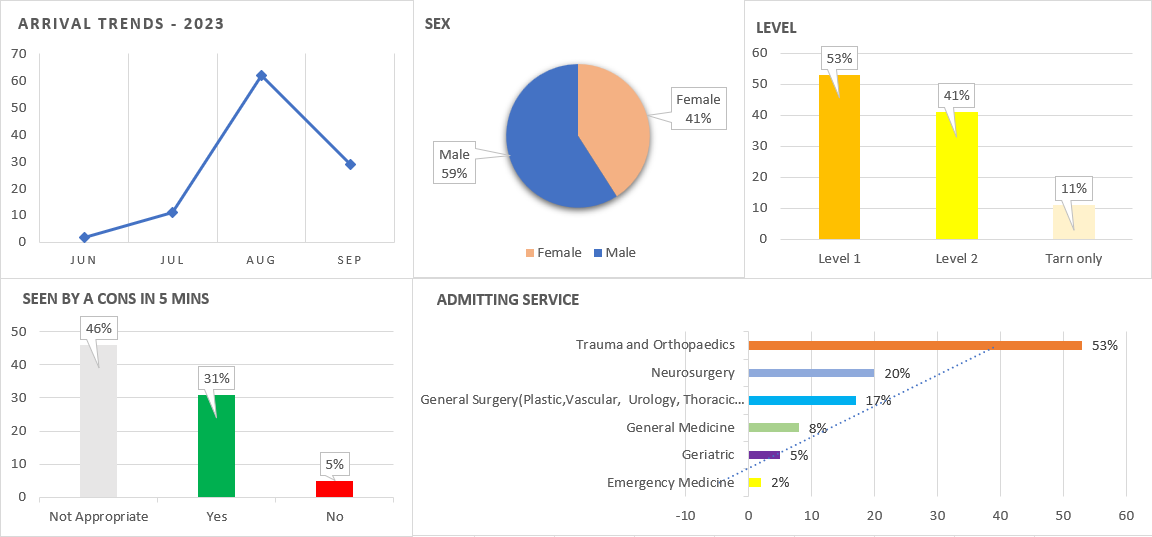 ARRIVAL TRENDS - 2023
70
60
50
40
30
20
10
0
JUN JUL AUG SEP
SEX
Female
41%
Male
59%
Female Male
LEVEL
60
50
40
30
20
10
0
53%
41%
11%
Level 1 Level 2 Tarn only
SEEN BY A CONS IN 5 MINS
50
40
30
20
10
0
46%
31%
5%
Not Appropriate Yes No
ADMITTING SERVICE
Trauma and Orthopaedics 53%
Neurosurgery 20%
General Surgery(Plastic,Vascular, Urology, Thoracic... 17%
General Medicine 8%
Geriatric 5%
Emergency Medicine 2%
-10 0 10 20 30 40 50 60